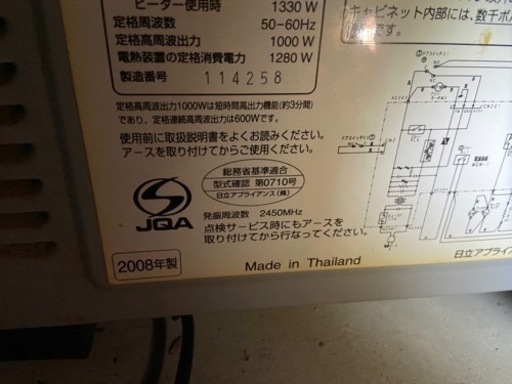 ヒーター使用時 1330 W
定格周波数 50-60Hz
定格高周波出力 1000 W
電熱装置の定格消費電力 1280 W
製造番号 114258
定格高周波出力1000Wは短時間高出力機能(約3分間)
であり、定格連続高周波出力は600Wです。
使用前に取扱説明書をよくお読みください。
アースを取り付けてからご使用ください。
総務省基準適合
型式確認 第0710号
日立アプライアンス(株)
JQA
発振周波数 2450MHz
点検サービス時にもアースを
取り付けてから行なってください。
2008年製
Made in Thailand
キャビネット内部には、数千ボル
です。
日立アプライアンス